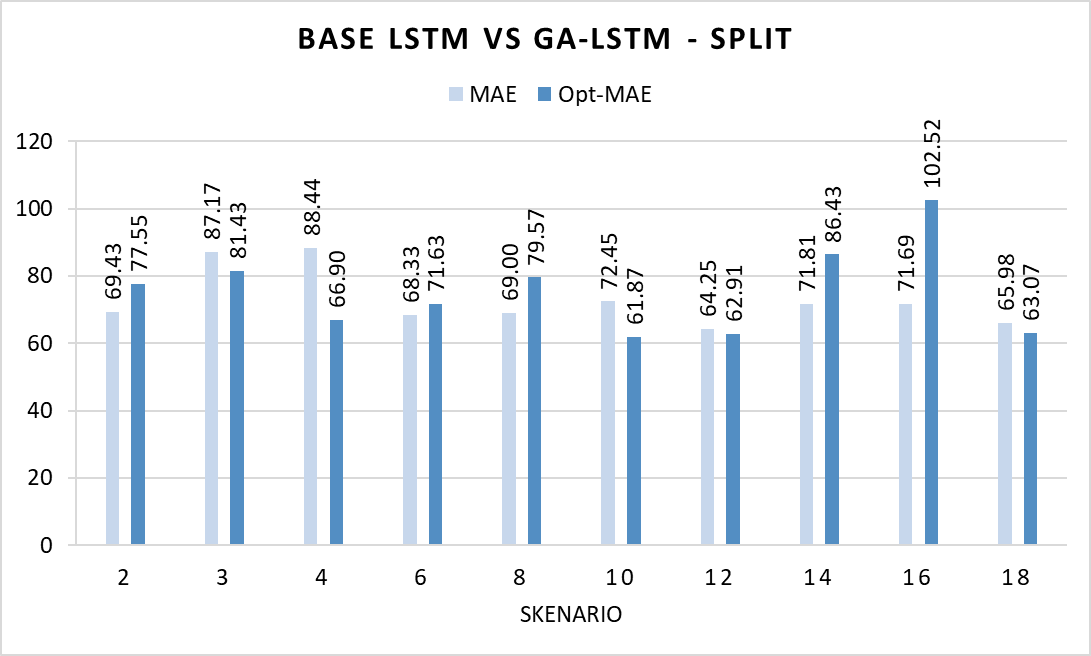 BASE LSTM VS GA-LSTM - SPLIT
MAE Opt-MAE
120
100
80
60
40
20
0
69.43 77.55 87.17 81.43 88.44 66.90 68.33 71.63 69.00 79.57 72.45 61.87 64.25 62.91 71.81 86.43 71.69 102.52 65.98 63.07
2 3 4 6 8 10 12 14 16 18
SKENARIO